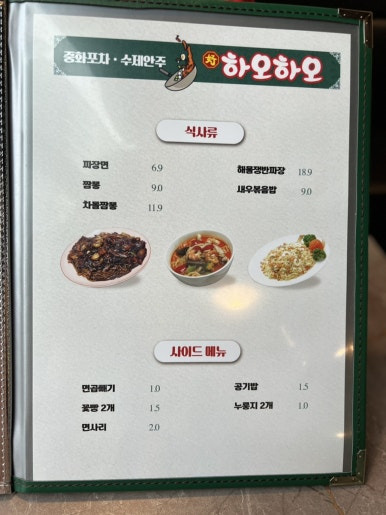 중화포차 · 수제안주 好 하오하오
식사류
짜장면 6.9
짬뽕 9.0
차돌짬뽕 11.9
해물쟁반짜장 18.9
새우볶음밥 9.0
사이드 메뉴
면곱빼기 1.0
꽃빵 2개 1.5
면사리 2.0
공기밥 1.5
누룽지 2개 1.0